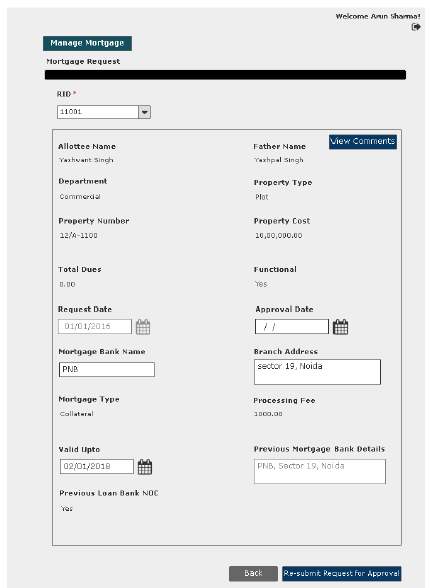 Welcome Arun Sharma!
Manage Mortgage
Mortgage Request
RID *
11001
View Comments
Allottee Name Father Name
Yashvant Singh Yashpal Singh
Department Property Type
Commercial Plot
Property Number Property Cost
12/A-1100 10,00,000.00
Total Dues Functional
0.00 Yes
Request Date Approval Date
01/01/2016 / /
Mortgage Bank Name Branch Address
PNB sector 19, Noida
Mortgage Type Processing Fee
Collateral 1000.00
Valid Upto Previous Mortgage Bank Details
02/01/2018 PNB, Sector 19, Noida
Previous Loan Bank NOC
Yes
Back Re-submit Request for Approval